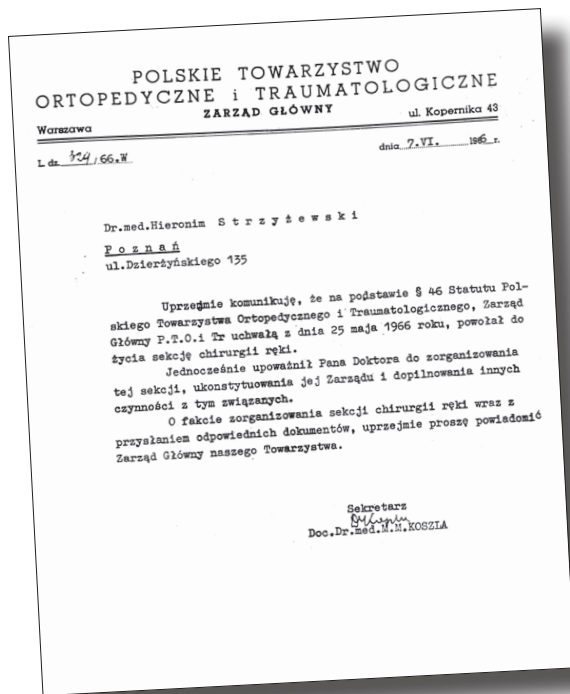 POLSKIE TOWARZYSTWO
ORTOPEDYCZNE i TRAUMATOLOGICZNE
ZARZĄD GŁÓWNY
Warszawa ul. Kopernika 43
L. dz. 329/66.W dnia 7.VI. 1966 r.
Dr.med.Hieronim S t r z y ż e w s k i
P o z n a ń
ul.Dzierżyńskiego 135
Uprzejmie komunikuję, że na podstawie § 46 Statutu Pol-
skiego Towarzystwa Ortopedycznego i Traumatologicznego, Zarząd
Główny P.T.O.i Tr uchwałą z dnia 25 maja 1966 roku, powołał do
życia sekcję chirurgii ręki.
Jednocześnie upoważnił Pana Doktora do zorganizowania
tej sekcji, ukonstytuowania jej Zarządu i dopilnowania innych
czynności z tym związanych.
O fakcie zorganizowania sekcji chirurgii ręki wraz z
przysłaniem odpowiednich dokumentów, uprzejmie proszę powiadomić
Zarząd Główny naszego Towarzystwa.
Sekretarz
Doc.Dr.med.M.M.KOSZLA